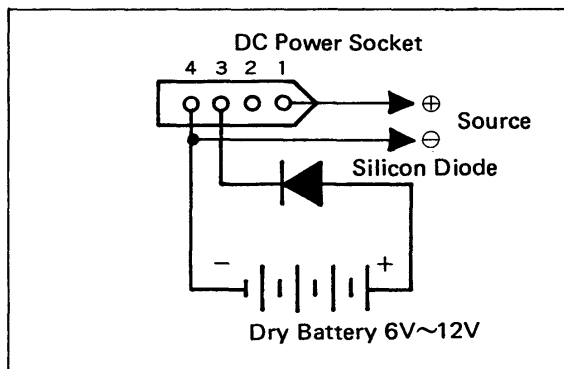 DC Power Socket
4 3 2 1
⊕
Source
⊖
Silicon Diode
− +
Dry Battery 6V~12V